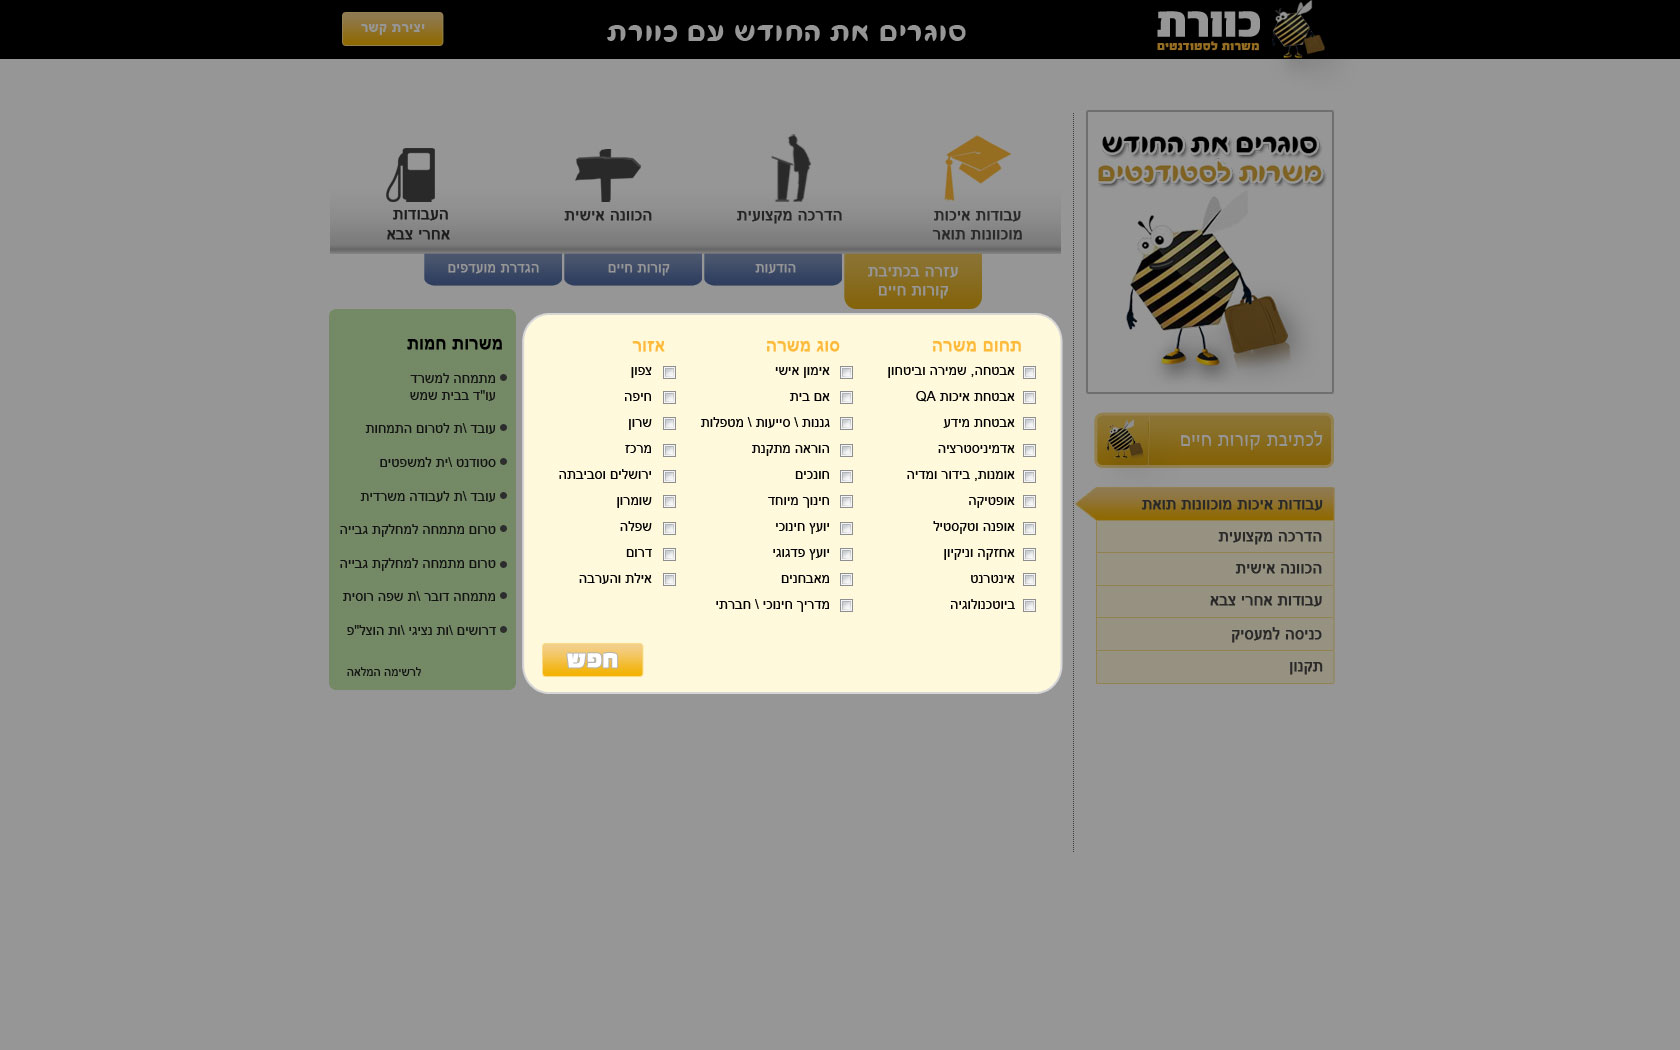 כוורת
משרות לסטודנטים
סוגרים את החודש עם כוורת
יצירת קשר
סוגרים את החודש
משרות לסטודנטים
לכתיבת קורות חיים
עבודות איכות מוכוונות תואת
הדרכה מקצועית
הכוונה אישית
עבודות אחרי צבא
כניסה למעסיק
תקנון
עבודות איכות
מוכוונות תואר
הדרכה מקצועית
הכוונה אישית
העבודות
אחרי צבא
עזרה בכתיבת
קורות חיים
הודעות
קורות חיים
הגדרת מועדפים
תחום משרה
אבטחה, שמירה וביטחון
אבטחת איכות QA
אבטחת מידע
אדמיניסטרציה
אומנות, בידור ומדיה
אופטיקה
אופנה וטקסטיל
אחזקה וניקיון
אינטרנט
ביוטכנולוגיה
סוג משרה
אימון אישי
אם בית
גננות \ סייעות \ מטפלות
הוראה מתקנת
חונכים
חינוך מיוחד
יועץ חינוכי
יועץ פדגוגי
מאבחנים
מדריך חינוכי \ חברתי
אזור
צפון
חיפה
שרון
מרכז
ירושלים וסביבתה
שומרון
שפלה
דרום
אילת והערבה
חפש
משרות חמות
מתמחה למשרד
עו"ד בבית שמש
עובד \ת לטרום התמחות
סטודנט \ית למשפטים
עובד \ת לעבודה משרדית
טרום מתמחה למחלקת גבייה
טרום מתמחה למחלקת גבייה
מתמחה דובר \ת שפה רוסית
דרושים \ות נציגי \ות הוצל"פ
לרשימה המלאה